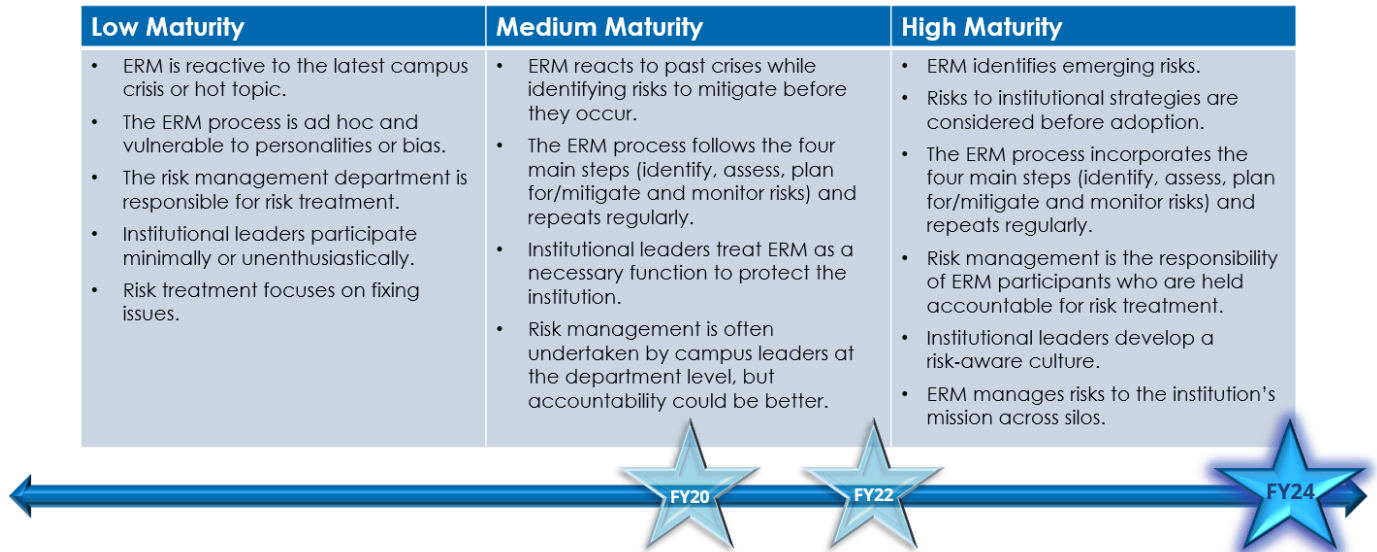 Low Maturity
• ERM is reactive to the latest campus
crisis or hot topic.
• The ERM process is ad hoc and
vulnerable to personalities or bias.
• The risk management department is
responsible for risk treatment.
• Institutional leaders participate
minimally or unenthusiastically.
• Risk treatment focuses on fixing
issues.
Medium Maturity
• ERM reacts to past crises while
identifying risks to mitigate before
they occur.
• The ERM process follows the four
main steps (identify, assess, plan
for/mitigate and monitor risks) and
repeats regularly.
• Institutional leaders treat ERM as a
necessary function to protect the
institution.
• Risk management is often
undertaken by campus leaders at
the department level, but
accountability could be better.
High Maturity
• ERM identifies emerging risks.
• Risks to institutional strategies are
considered before adoption.
• The ERM process incorporates the
four main steps (identify, assess, plan
for/mitigate and monitor risks) and
repeats regularly.
• Risk management is the responsibility
of ERM participants who are held
accountable for risk treatment.
• Institutional leaders develop a
risk-aware culture.
• ERM manages risks to the institution’s
mission across silos.
FY20
FY22
FY24